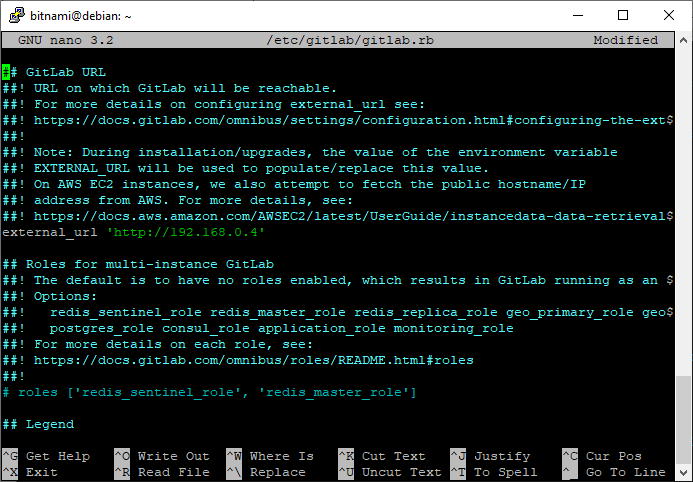 bitnami@debian: ~
GNU nano 3.2 /etc/gitlab/gitlab.rb Modified
## GitLab URL
##! URL on which GitLab will be reachable.
##! For more details on configuring external_url see:
##! https://docs.gitlab.com/omnibus/settings/configuration.html#configuring-the-ext$
##!
##! Note: During installation/upgrades, the value of the environment variable
##! EXTERNAL_URL will be used to populate/replace this value.
##! On AWS EC2 instances, we also attempt to fetch the public hostname/IP
##! address from AWS. For more details, see:
##! https://docs.aws.amazon.com/AWSEC2/latest/UserGuide/instancedata-data-retrieval$
external_url 'http://192.168.0.4'
## Roles for multi-instance GitLab
##! The default is to have no roles enabled, which results in GitLab running as an $
##! Options:
##!   redis_sentinel_role redis_master_role redis_replica_role geo_primary_role geo$
##!   postgres_role consul_role application_role monitoring_role
##! For more details on each role, see:
##! https://docs.gitlab.com/omnibus/roles/README.html#roles
##!
# roles ['redis_sentinel_role', 'redis_master_role']
## Legend
^G Get Help ^O Write Out ^W Where Is ^K Cut Text ^J Justify ^C Cur Pos
^X Exit ^R Read File ^\ Replace ^U Uncut Text ^T To Spell ^_ Go To Line